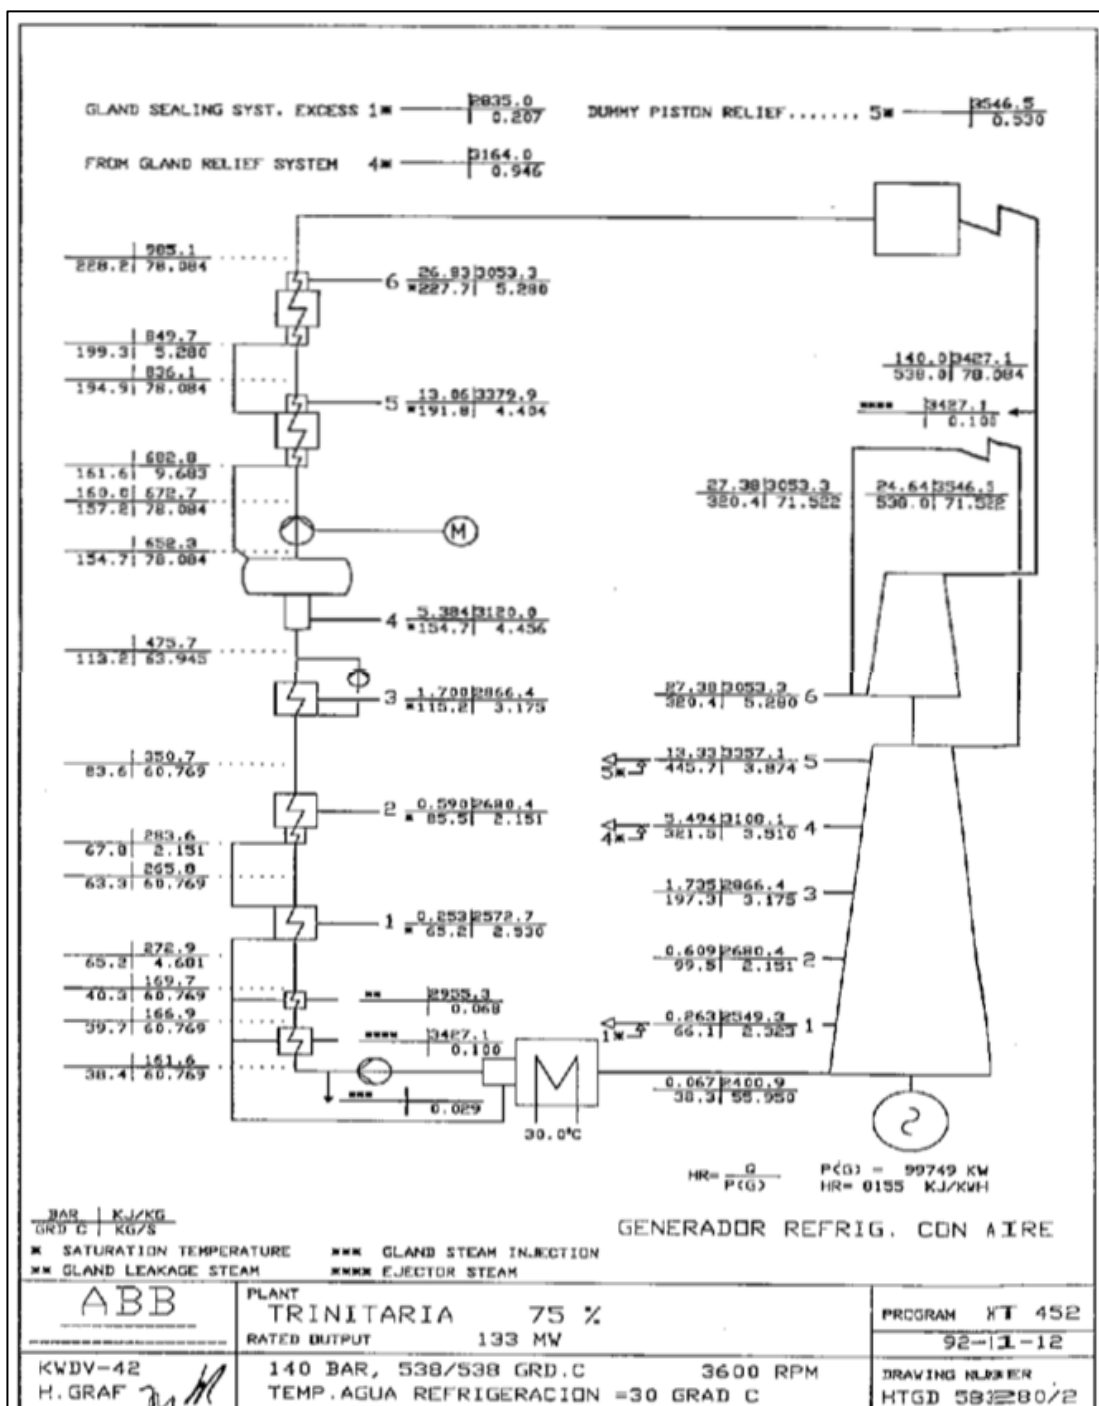 GLAND SEALING SYST. EXCESS 1* 2835.0
0.207
DUMMY PISTON RELIEF....... 5* 3546.5
0.530
FROM GLAND RELIEF SYSTEM 4* 3164.0
0.946
985.1
228.2 78.084
6 26.83 3053.3
*227.7 5.280
849.7
199.3 5.280
836.1
194.9 78.084
5 13.06 3379.9
*191.8 4.404
140.0 3427.1
538.0 78.084
**** 3427.1
0.100
682.8
161.6 9.683
160.0 672.7
157.2 78.084
M
27.38 3053.3
320.4 71.522
24.64 3546.5
538.0 71.522
652.3
154.7 78.084
4 5.384 3120.0
*154.7 4.456
475.7
113.2 63.945
3 1.700 2866.4
*115.2 3.175
27.38 3053.3
320.4 5.280 6
350.7
83.6 60.769
13.33 3357.1
5* 445.7 3.874 5
2 0.590 2680.4
* 85.5 2.151
5.494 3100.1
4* 321.3 3.510 4
283.6
67.8 2.151
265.8
63.3 60.769
1.735 2866.4
197.3 3.175 3
1 0.253 2572.7
* 65.2 2.530
272.9
65.2 4.681
0.609 2680.4
99.5 2.151 2
169.7
40.3 60.769
** 2955.3
0.068
166.9
39.7 60.769
**** 3427.1
0.100
0.263 2549.3
1* 66.1 2.323 1
161.6
38.4 60.769
***
0.029
0.067 2400.9
38.3 55.950
30.0°C
HR= Q
P(G)
P(G) = 99749 KW
HR= 8155 KJ/KWH
GENERADOR REFRIG. CON AIRE
BAR KJ/KG
GRD C KG/S
* SATURATION TEMPERATURE *** GLAND STEAM INJECTION
** GLAND LEAKAGE STEAM **** EJECTOR STEAM
ABB
PLANT
TRINITARIA 75 %
RATED OUTPUT 133 MW
PROGRAM 452
92-11-12
KWDV-42
H.GRAF
140 BAR, 538/538 GRD.C 3600 RPM
TEMP.AGUA REFRIGERACION =30 GRAD C
DRAWING NUMBER
HTGD